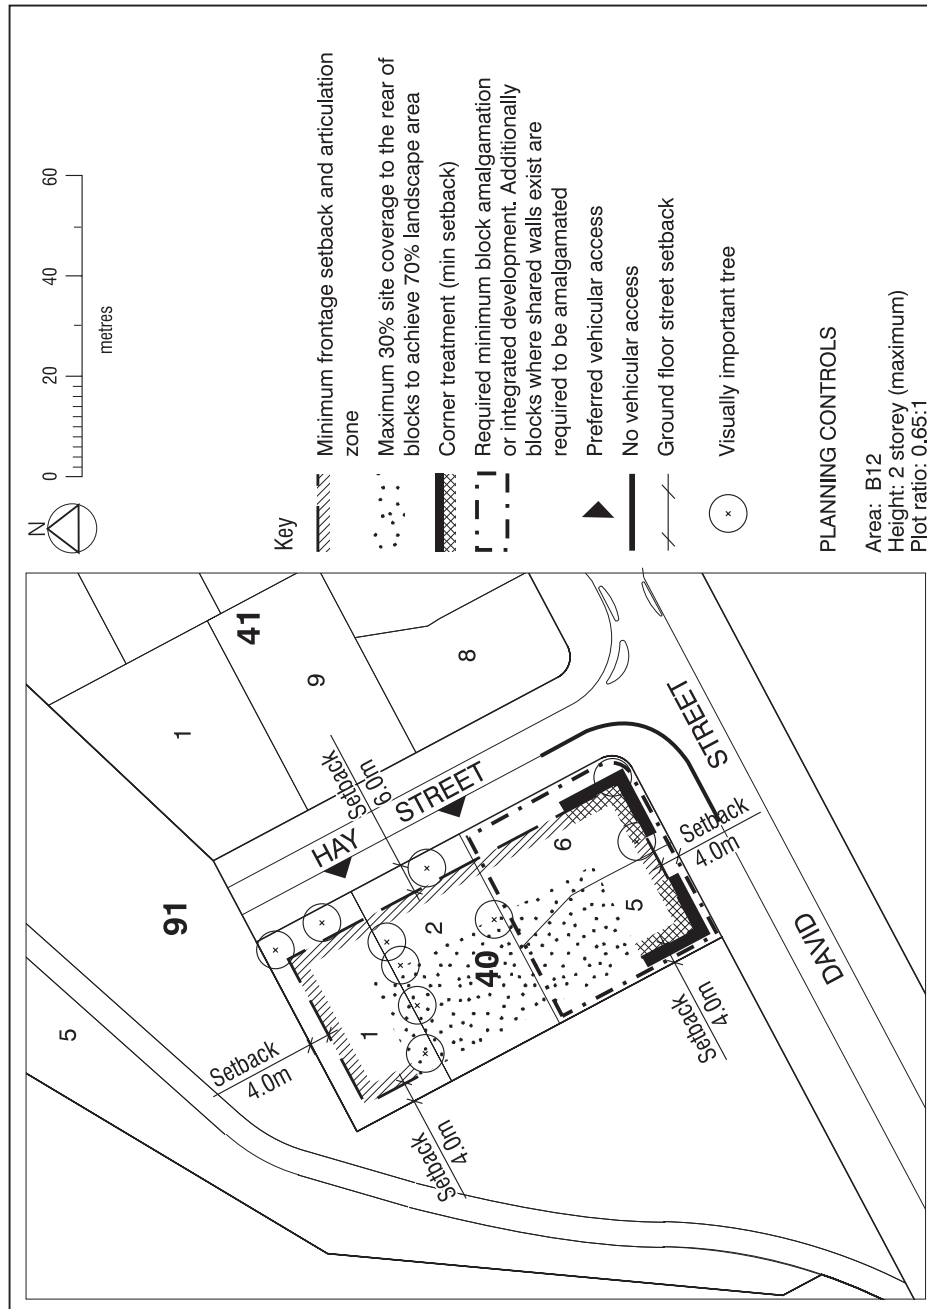 5
91
1
41
9
8
HAY STREET
Setback
6.0m
Setback
4.0m
1
2
40
6
5
Setback
4.0m
Setback
4.0m
Setback
4.0m
DAVID STREET
N
0 20 40 60
metres
Key
Minimum frontage setback and articulation
zone
Maximum 30% site coverage to the rear of
blocks to achieve 70% landscape area
Corner treatment (min setback)
Required minimum block amalgamation
or integrated development. Additionally
blocks where shared walls exist are
required to be amalgamated
Preferred vehicular access
No vehicular access
Ground floor street setback
Visually important tree
PLANNING CONTROLS
Area: B12
Height: 2 storey (maximum)
Plot ratio: 0.65:1